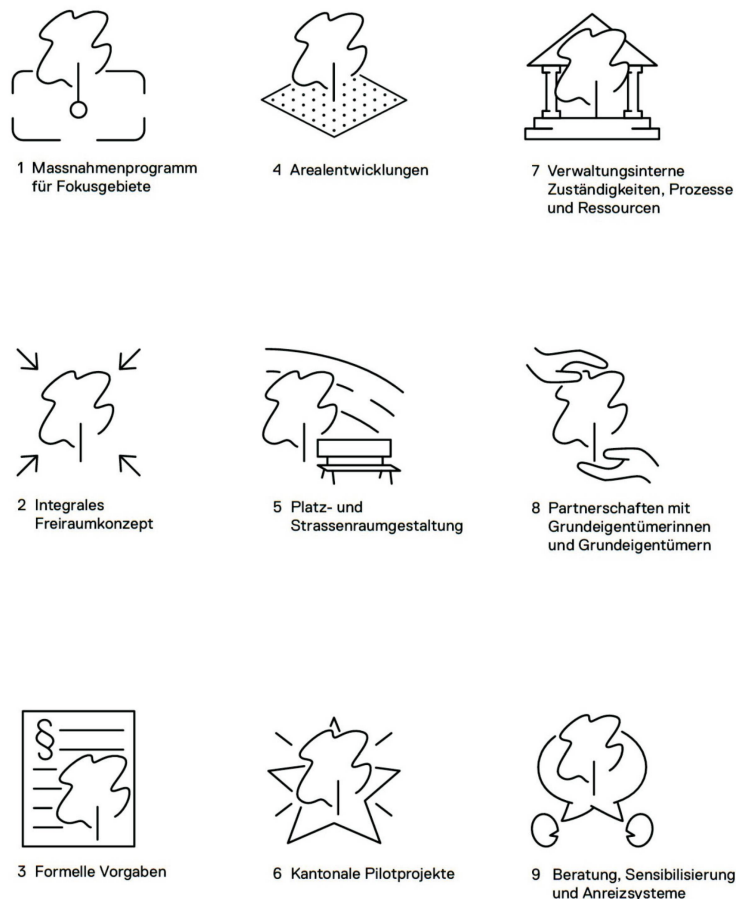 1 Massnahmenprogramm
für Fokusgebiete
4 Arealentwicklungen
7 Verwaltungsinterne
Zuständigkeiten, Prozesse
und Ressourcen
2 Integrales
Freiraumkonzept
5 Platz- und
Strassenraumgestaltung
8 Partnerschaften mit
Grundeigentümerinnen
und Grundeigentümern
§
3 Formelle Vorgaben
6 Kantonale Pilotprojekte
9 Beratung, Sensibilisierung
und Anreizsysteme